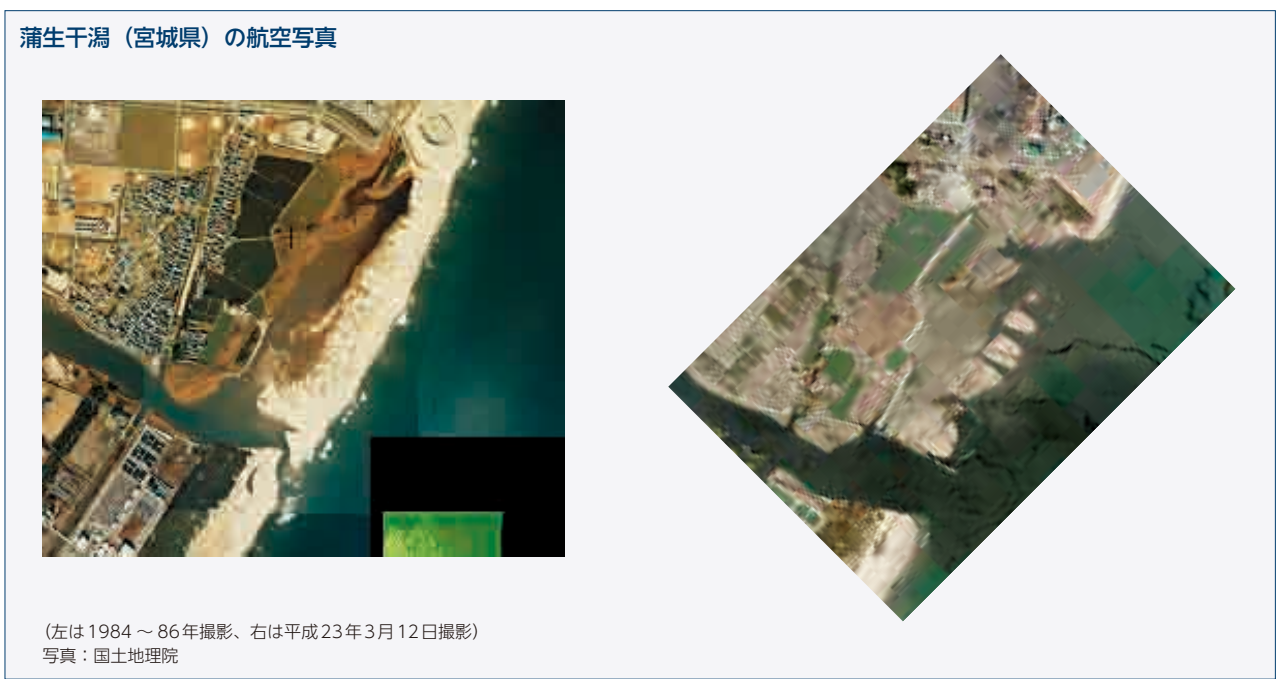 蒲生干潟（宮城県）の航空写真
（左は1984 ～ 86年撮影、右は平成23年3月12日撮影）
写真：国土地理院